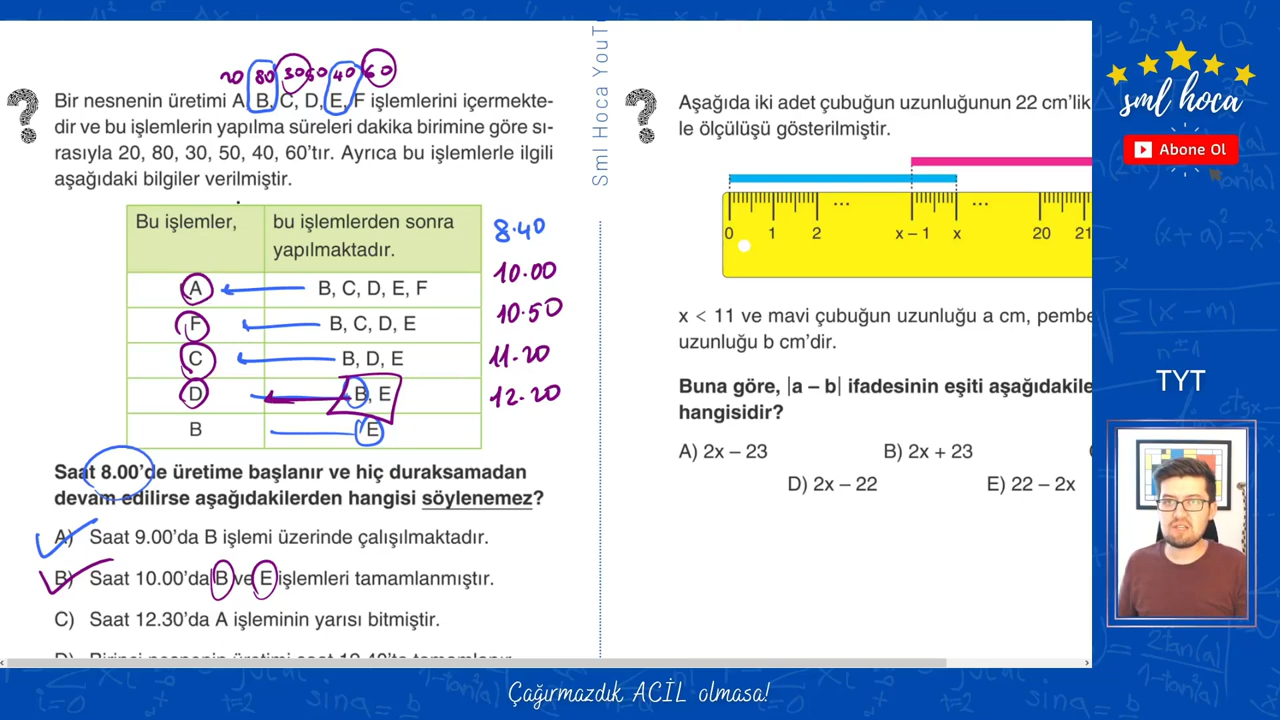 20 80 30 50 40 60
Bir nesnenin üretimi A, B, C, D, E, F işlemlerini içermekte-
dir ve bu işlemlerin yapılma süreleri dakika birimine göre sı-
rasıyla 20, 80, 30, 50, 40, 60'tır. Ayrıca bu işlemlerle ilgili
aşağıdaki bilgiler verilmiştir.
Bu işlemler,
bu işlemlerden sonra
yapılmaktadır.
A B, C, D, E, F
F B, C, D, E
C B, D, E
D B, E
B E
8.40
10.00
10.50
11.20
12.20
Saat 8.00'de üretime başlanır ve hiç duraksamadan
devam edilirse aşağıdakilerden hangisi söylenemez?
A) Saat 9.00'da B işlemi üzerinde çalışılmaktadır.
B) Saat 10.00'da B ve E işlemleri tamamlanmıştır.
C) Saat 12.30'da A işleminin yarısı bitmiştir.
Sml Hoca YouT
Aşağıda iki adet çubuğun uzunluğunun 22 cm'lik
le ölçülüşü gösterilmiştir.
0 1 2 ... x – 1 x ... 20 21
x < 11 ve mavi çubuğun uzunluğu a cm, pembe
uzunluğu b cm'dir.
Buna göre, |a – b| ifadesinin eşiti aşağıdakile
hangisidir?
A) 2x – 23 B) 2x + 23
D) 2x – 22 E) 22 – 2x
sml hoca
Abone Ol
TYT
Çağırmazdık ACİL olmasa!